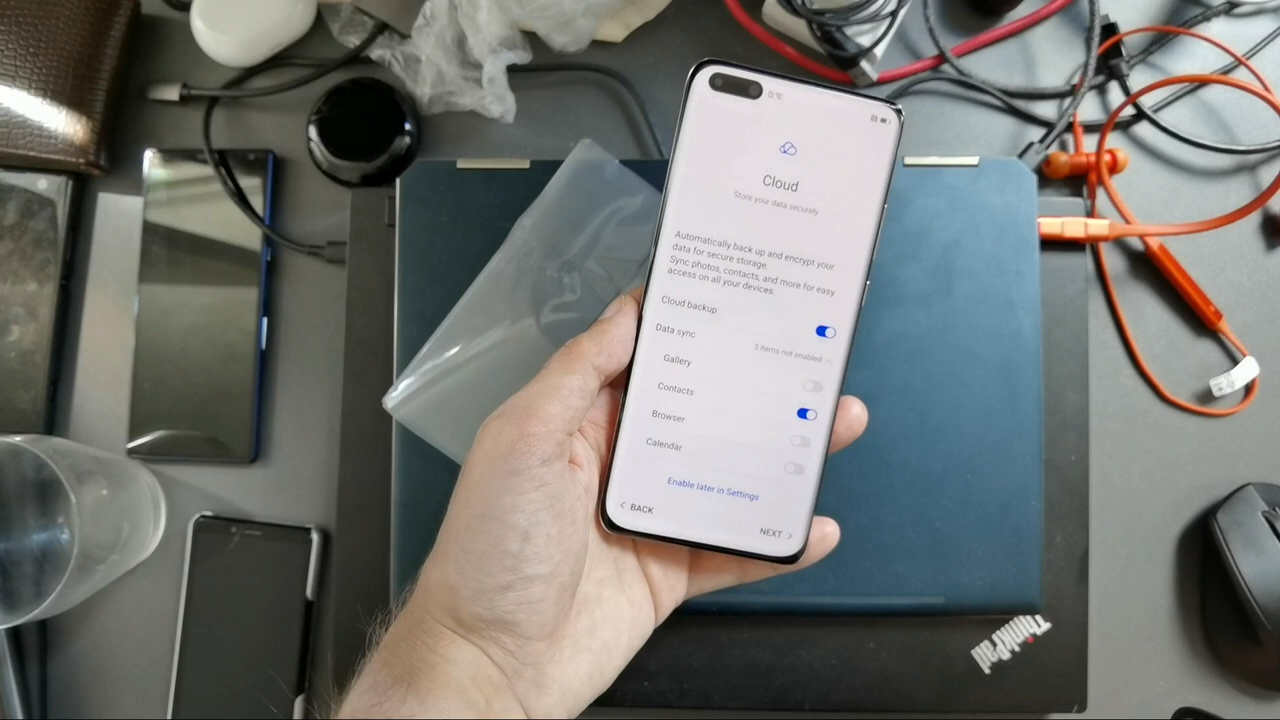 Cloud
Store your data securely
Automatically back up and encrypt your
data for secure storage.
Sync photos, contacts, and more for easy
access on all your devices.
Cloud backup
Data sync
5 items not enabled
Gallery
Contacts
Browser
Calendar
Enable later in Settings
BACK
NEXT
ThinkPad